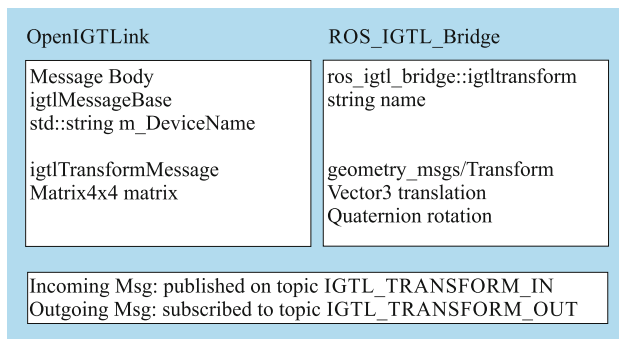 OpenIGTLink
Message Body
igtlMessageBase
std::string m_DeviceName
igtlTransformMessage
Matrix4x4 matrix
ROS_IGTL_Bridge
ros_igtl_bridge::igtltransform
string name
geometry_msgs/Transform
Vector3 translation
Quaternion rotation
Incoming Msg: published on topic IGTL_TRANSFORM_IN
Outgoing Msg: subscribed to topic IGTL_TRANSFORM_OUT